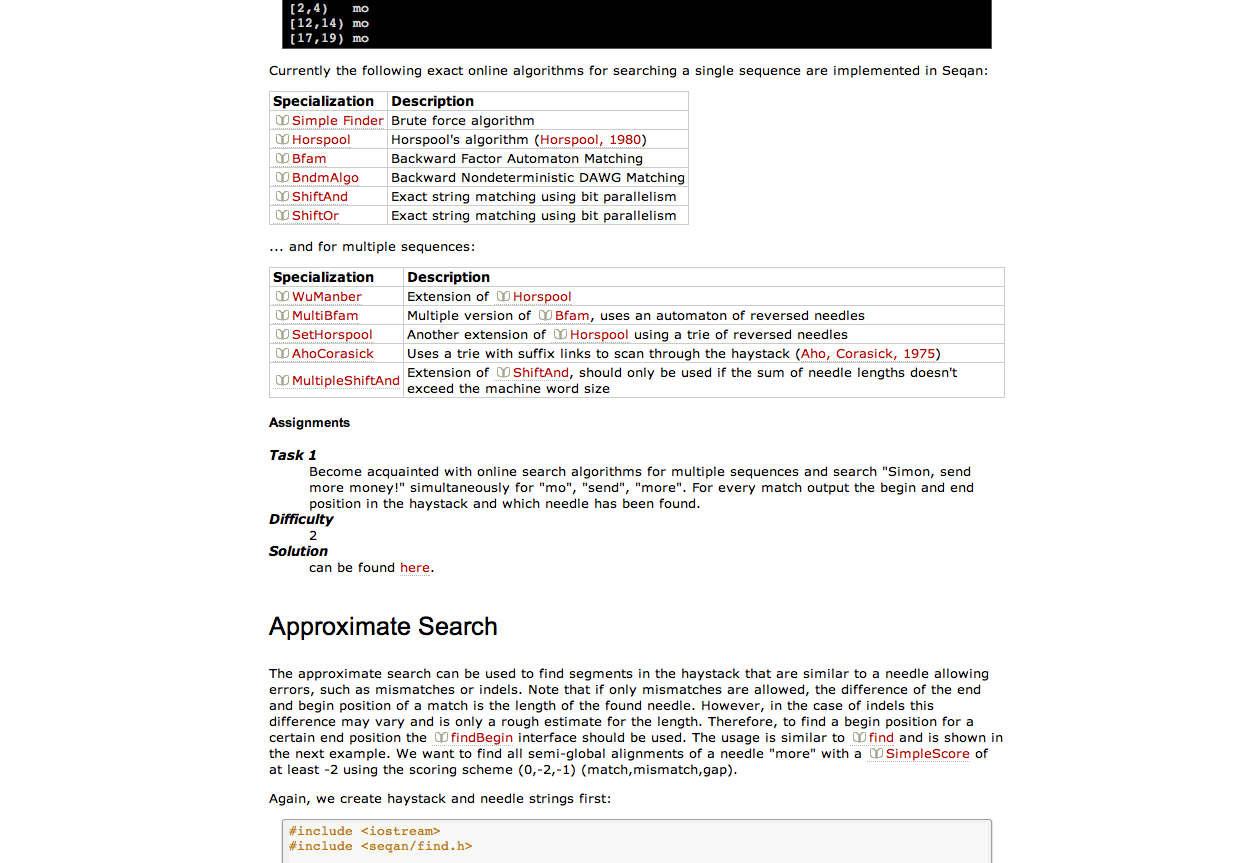 [2,4)   mo
[12,14) mo
[17,19) mo
Currently the following exact online algorithms for searching a single sequence are implemented in Seqan:
Specialization Description
Simple Finder Brute force algorithm
Horspool Horspool's algorithm (Horspool, 1980)
Bfam Backward Factor Automaton Matching
BndmAlgo Backward Nondeterministic DAWG Matching
ShiftAnd Exact string matching using bit parallelism
ShiftOr Exact string matching using bit parallelism
... and for multiple sequences:
Specialization Description
WuManber Extension of Horspool
MultiBfam Multiple version of Bfam, uses an automaton of reversed needles
SetHorspool Another extension of Horspool using a trie of reversed needles
AhoCorasick Uses a trie with suffix links to scan through the haystack (Aho, Corasick, 1975)
MultipleShiftAnd Extension of ShiftAnd, should only be used if the sum of needle lengths doesn't
exceed the machine word size
Assignments
Task 1
Become acquainted with online search algorithms for multiple sequences and search "Simon, send
more money!" simultaneously for "mo", "send", "more". For every match output the begin and end
position in the haystack and which needle has been found.
Difficulty
2
Solution
can be found here.
Approximate Search
The approximate search can be used to find segments in the haystack that are similar to a needle allowing
errors, such as mismatches or indels. Note that if only mismatches are allowed, the difference of the end
and begin position of a match is the length of the found needle. However, in the case of indels this
difference may vary and is only a rough estimate for the length. Therefore, to find a begin position for a
certain end position the findBegin interface should be used. The usage is similar to find and is shown in
the next example. We want to find all semi-global alignments of a needle "more" with a SimpleScore of
at least -2 using the scoring scheme (0,-2,-1) (match,mismatch,gap).
Again, we create haystack and needle strings first:
#include <iostream>
#include <seqan/find.h>